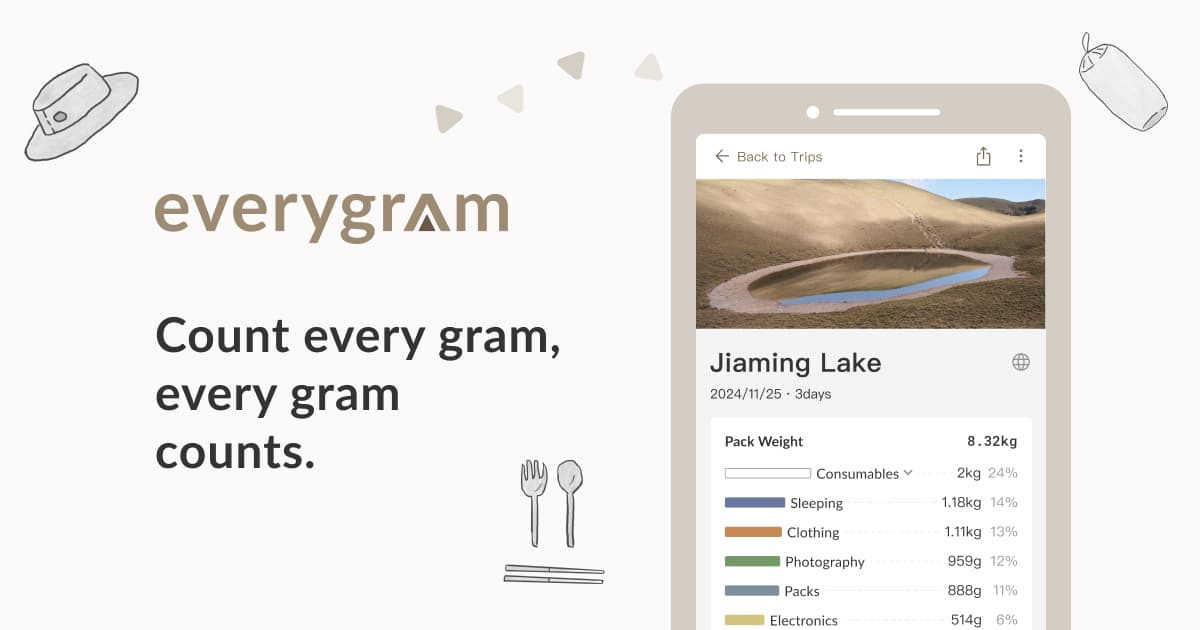 everygram
Count every gram,
every gram
counts.
Back to Trips
Jiaming Lake
2024/11/25 · 3days
Pack Weight 8.32kg
Consumables 2kg 24%
Sleeping 1.18kg 14%
Clothing 1.11kg 13%
Photography 959g 12%
Packs 888g 11%
Electronics 514g 6%